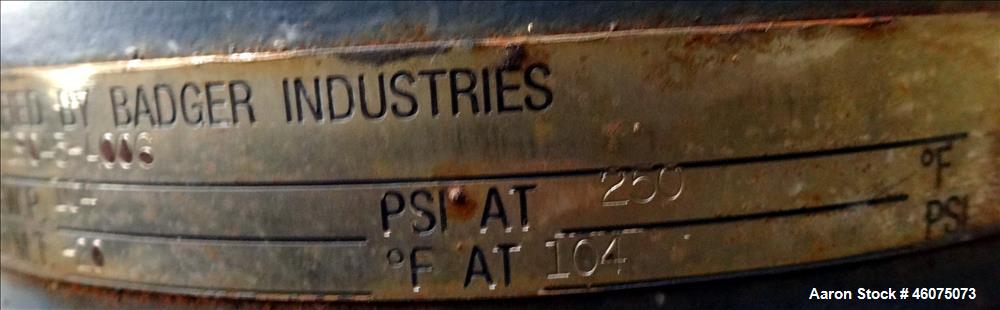 BY BADGER INDUSTRIES
PSI AT 250 °F
°F AT 104 PSI
Aaron Stock # 46075073